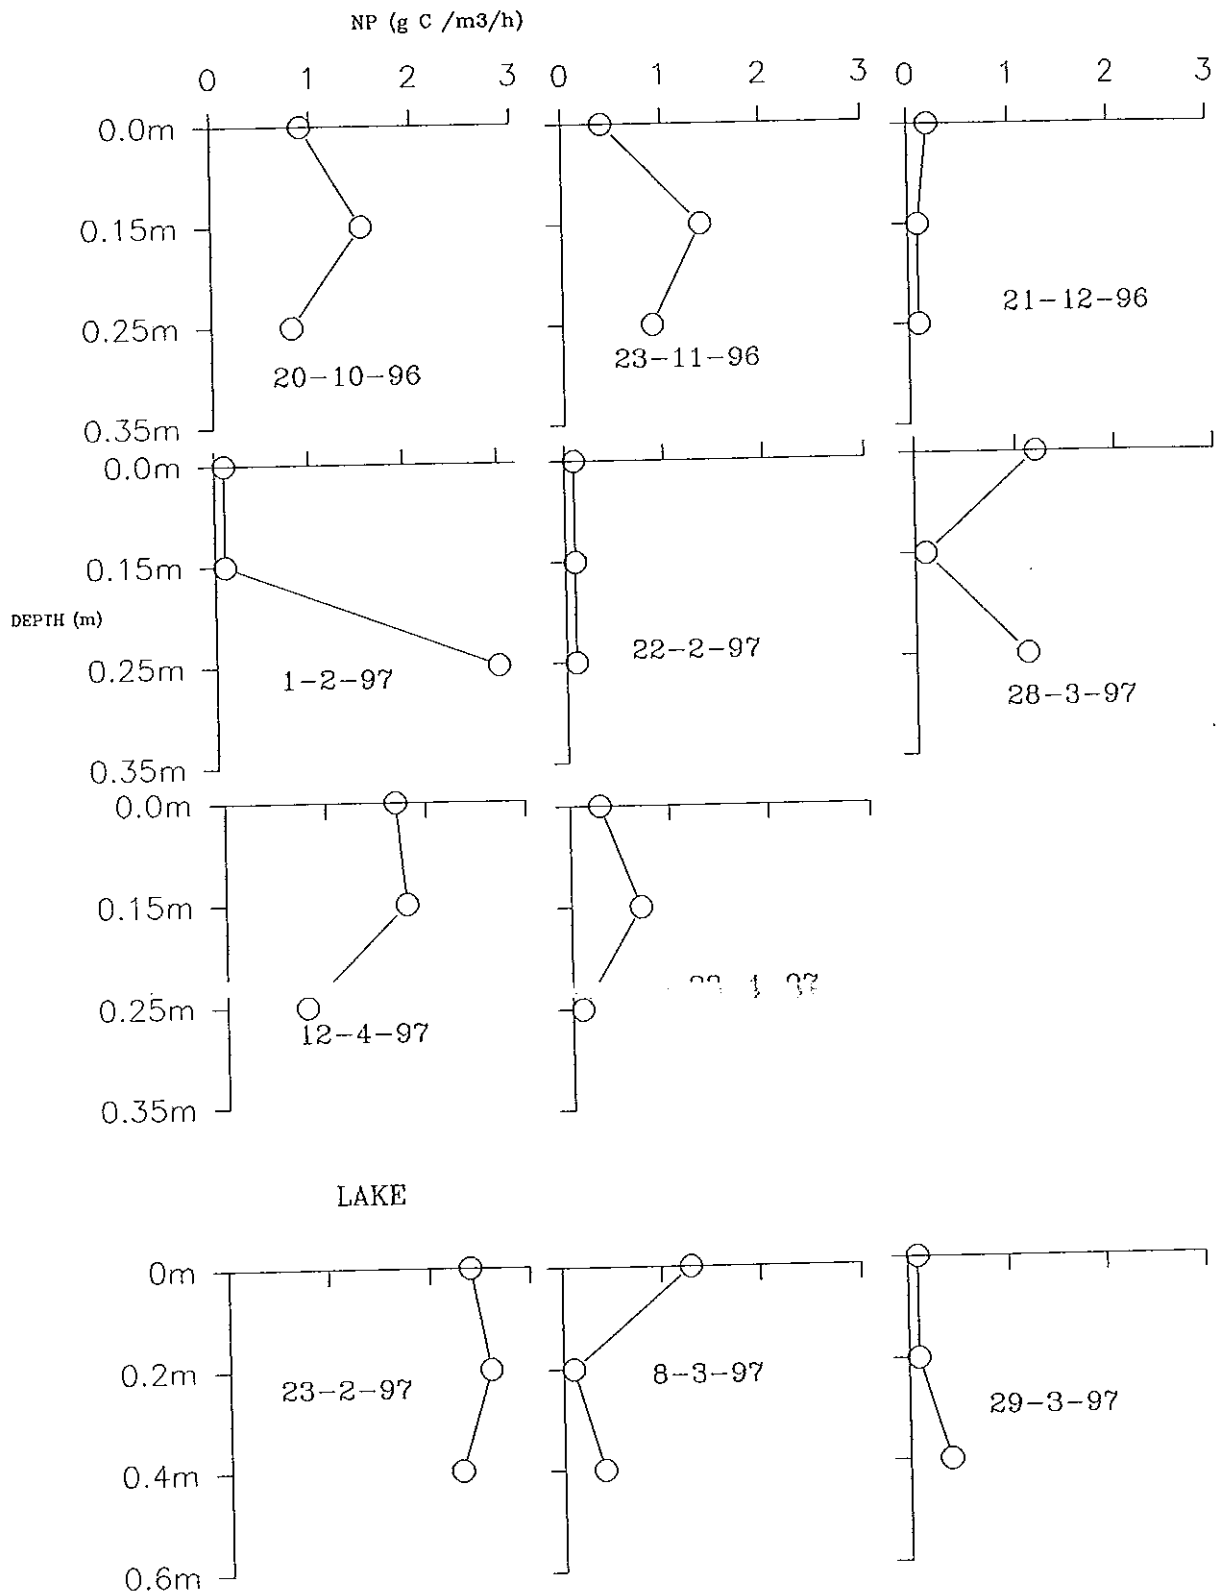 NP (g C /m3/h)
0 1 2 3 0 1 2 3 0 1 2 3
0.0m
0.15m
0.25m
0.35m
20-10-96
23-11-96
21-12-96
0.0m
0.15m
DEPTH (m)
0.25m
0.35m
1-2-97
22-2-97
28-3-97
0.0m
0.15m
0.25m
0.35m
12-4-97
LAKE
0m
0.2m
0.4m
0.6m
23-2-97
8-3-97
29-3-97